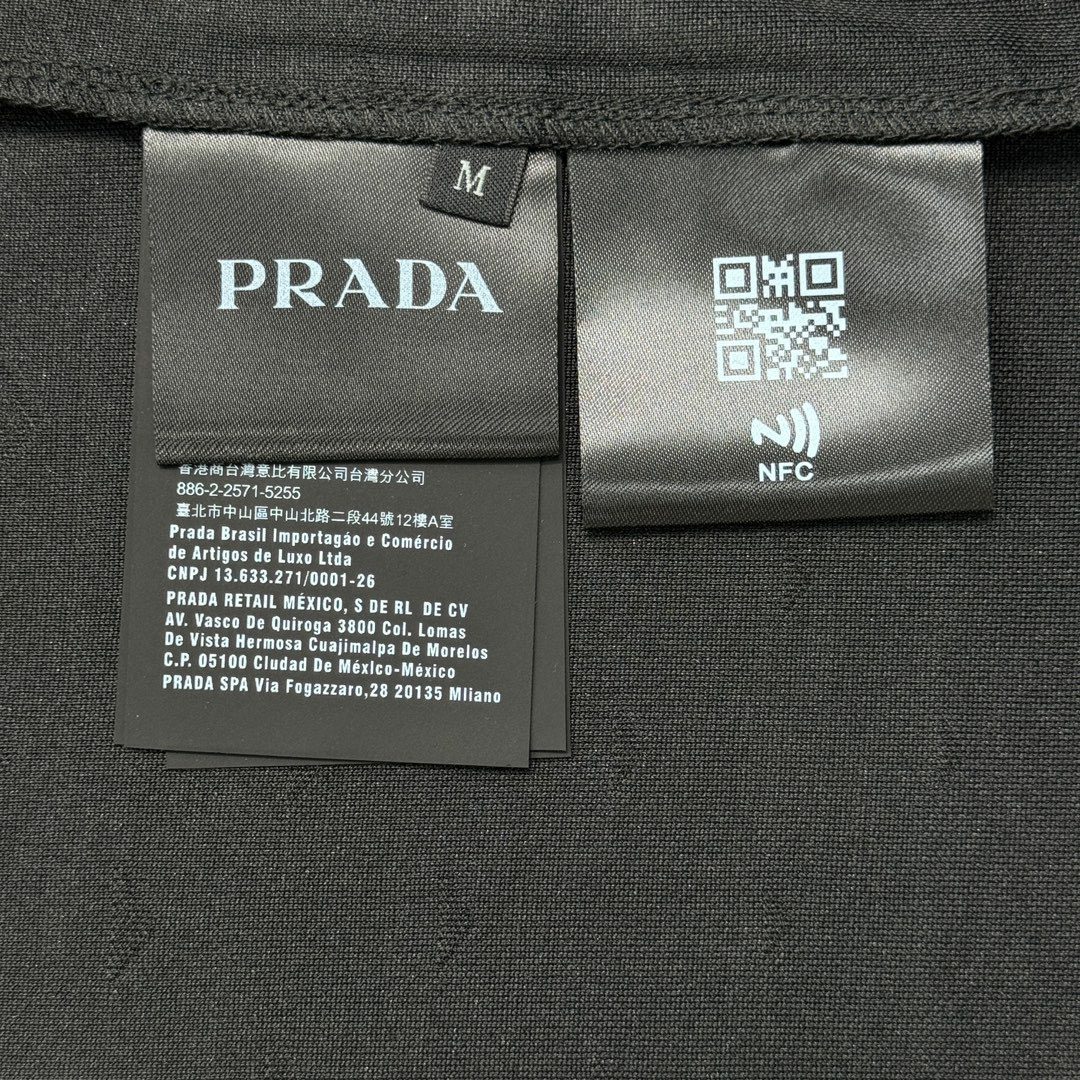 M
PRADA
NFC
香港商台灣意比有限公司台灣分公司
886-2-2571-5255
臺北市中山區中山北路二段44號12樓A室
Prada Brasil Importagáo e Comércio
de Artigos de Luxo Ltda
CNPJ 13.633.271/0001-26
PRADA RETAIL MÉXICO, S DE RL DE CV
AV. Vasco De Quiroga 3800 Col. Lomas
De Vista Hermosa Cuajimalpa De Morelos
C.P. 05100 Cludad De Méxlco-México
PRADA SPA Via Fogazzaro,28 20135 Mliano